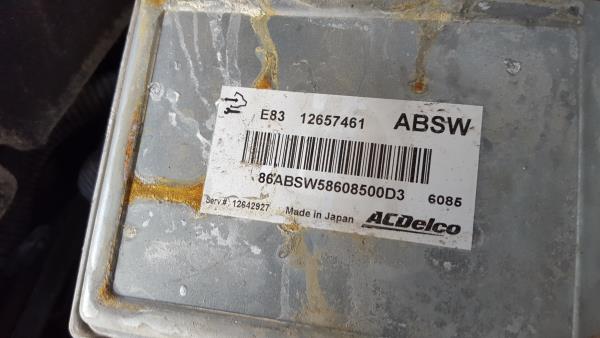 E83 12657461 ABSW
86ABSW58608500D3 6085
Serv.#: 12642927 Made in Japan ACDelco